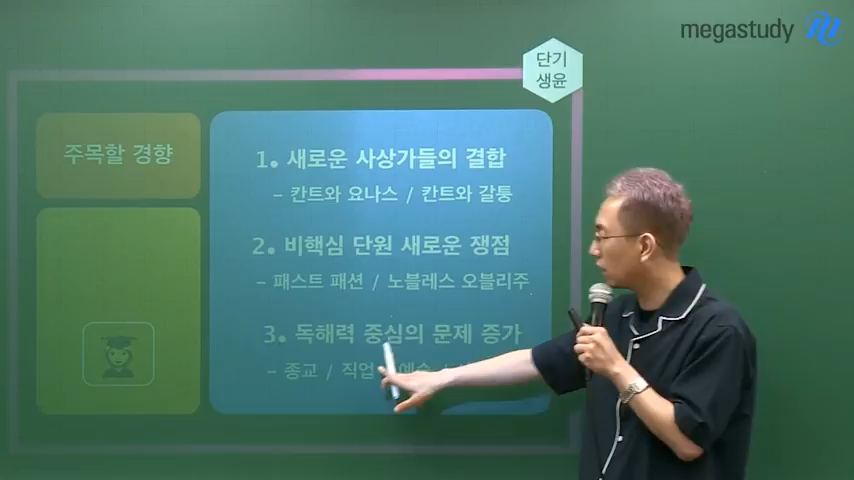 megastudy
단기
생윤
주목할 경향
1. 새로운 사상가들의 결합
- 칸트와 요나스 / 칸트와 갈퉁
2. 비핵심 단원 새로운 쟁점
- 패스트 패션 / 노블레스 오블리주
3. 독해력 중심의 문제 증가
- 종교 / 직업 / 예술 /